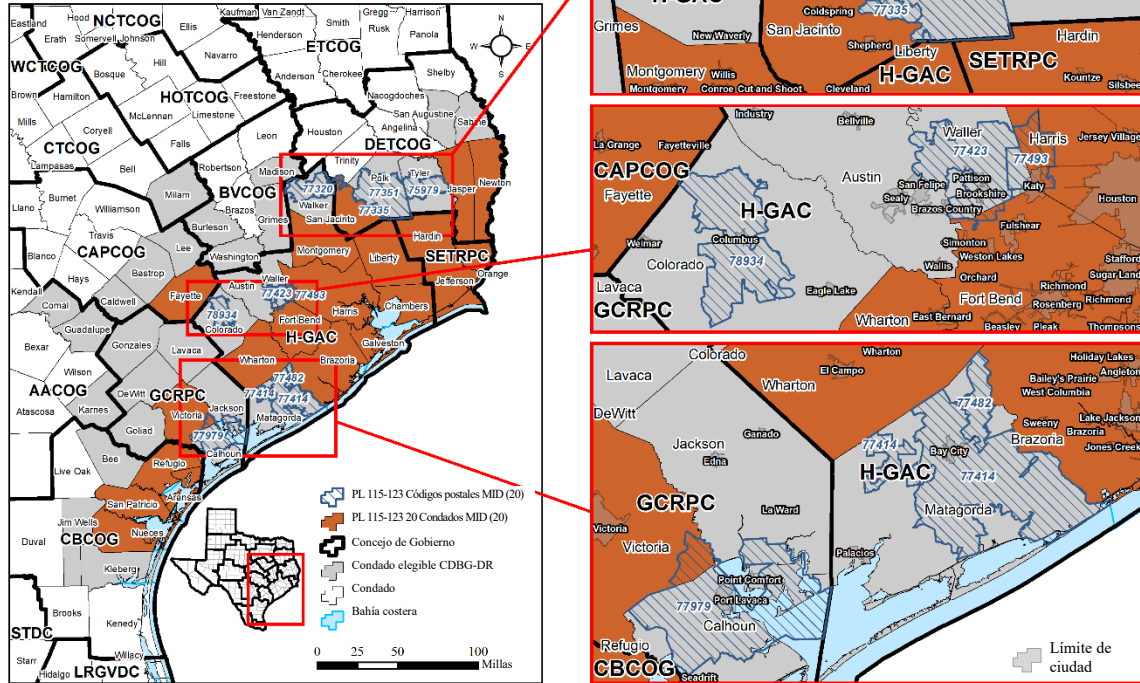 NCTCOG
Hood
Somervell
Johnson
Ellis
Kaufman
Van Zandt
Henderson
Smith
Gregg
Rusk
Harrison
Panola
Eastland
Erath
Hill
Navarro
ETCOG
WCTCOG
Bosque
Anderson
Cherokee
Shelby
Brown
Hamilton
HOTCOG
Freestone
Nacogdoches
McLennan
Limestone
San Augustine
Sabine
Mills
Coryell
Falls
Leon
Houston
Angelina
CTCOG
DETCOG
Lampasas
Bell
Robertson
Madison
Trinity
Polk
Tyler
Milam
BVCOG
77320
77351
75979
Jasper
Newton
Llano
Burnet
Williamson
Brazos
Grimes
Walker
77335
San Jacinto
Burleson
Travis
Lee
Washington
Montgomery
Hardin
Blanco
CAPCOG
Liberty
SETRPC
Hays
Bastrop
Waller
Orange
Kendall
Austin
77423
77493
Jefferson
Comal
Caldwell
Fayette
Harris
Chambers
78934
Fort Bend
Guadalupe
Gonzales
Colorado
H-GAC
Galveston
Bexar
Lavaca
Wharton
Brazoria
Wilson
GCRPC
77482
AACOG
DeWitt
77414
77414
Karnes
Jackson
Atascosa
Victoria
Matagorda
Goliad
77979
Bee
Calhoun
Live Oak
Refugio
Aransas
San Patricio
Jim Wells
Nueces
Duval
CBCOG
Kleberg
Brooks
Kenedy
STDC
Starr
Willacy
Hidalgo
LRGVDC
N
W
E
S
PL 115-123 Códigos postales MID (20)
PL 115-123 20 Condados MID (20)
Concejo de Gobierno
Condado elegible CDBG-DR
Condado
Bahía costera
0 25 50 100
Millas
H-GAC
Grimes
Coldspring
77335
New Waverly
San Jacinto
Hardin
Shepherd
Liberty
SETRPC
Montgomery
Willis
H-GAC
Kountze
Montgomery
Conroe
Cut and Shoot
Cleveland
Silsbee
Industry
Bellville
Waller
Harris
Jersey Village
La Grange
Fayetteville
77423
77493
CAPCOG
Austin
Fayette
San Felipe
Pattison
Katy
Sealy
Brookshire
Houston
H-GAC
Brazos Country
Fulshear
Weimar
Columbus
Simonton
Weston Lakes
Stafford
Colorado
78934
Wallis
Orchard
Sugar Land
Lavaca
Eagle Lake
Fort Bend
Richmond
Rosenberg
Richmond
GCRPC
Wharton
East Bernard
Beasley
Pleak
Thompsons
Colorado
Wharton
Holiday Lakes
Lavaca
El Campo
Angleton
Wharton
Bailey's Prairie
West Columbia
DeWitt
77482
Lake Jackson
Jackson
Ganado
Sweeny
Brazoria
Edna
77414
Bay City
Brazoria
Jones Creek
H-GAC
77414
GCRPC
La Ward
Matagorda
Victoria
Victoria
Palacios
Point Comfort
Port Lavaca
77979
Calhoun
Refugio
CBCOG
Seadrift
Límite de
ciudad